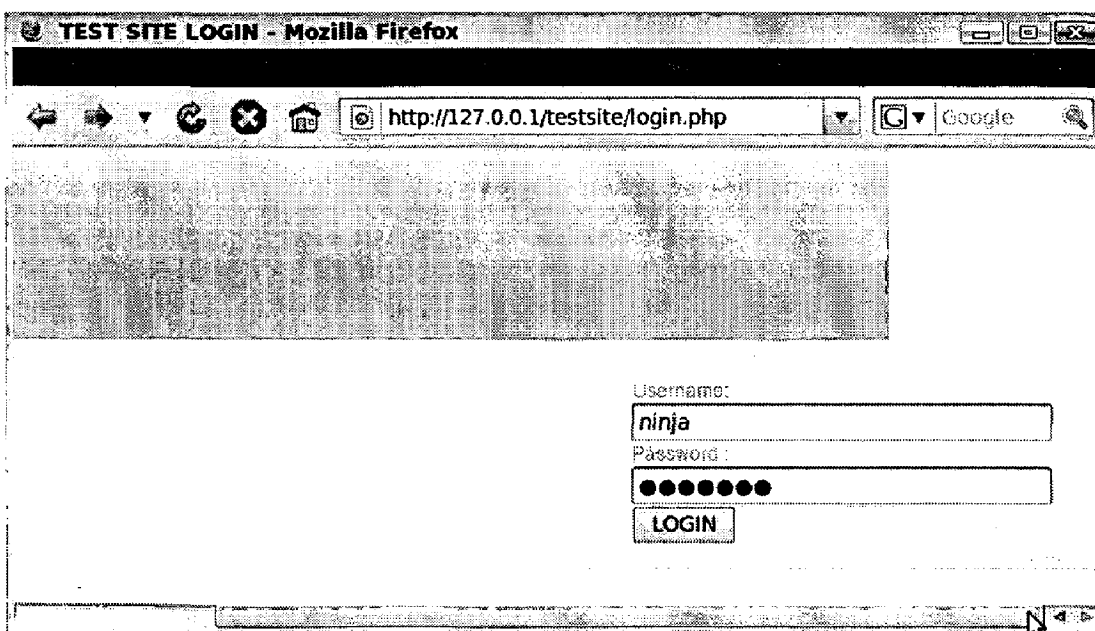 TEST SITE LOGIN - Mozilla Firefox
http://127.0.0.1/testsite/login.php
G Google
Username:
ninja
Password :
●●●●●●●
LOGIN